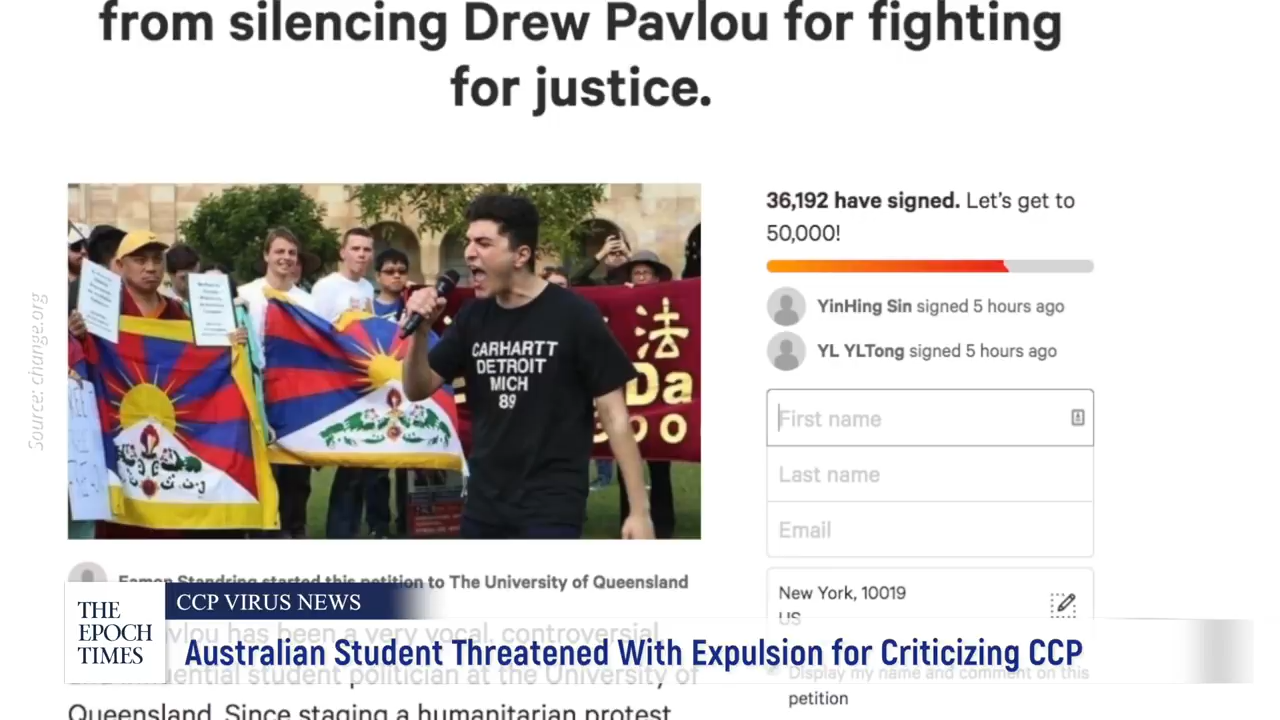 from silencing Drew Pavlou for fighting
for justice.
Source: change.org
CARHARTT
DETROIT
MICH
89
法
Da
36,192 have signed. Let's get to
50,000!
YinHing Sin signed 5 hours ago
YL YLTong signed 5 hours ago
First name
Last name
Email
New York, 10019
US
Display my name and comment on this
petition
Eamon Standring started this petition to The University of Queensland
has been a very vocal, controversial,
student politician at the University of
Queensland. Since staging a humanitarian protest
THE
EPOCH
TIMES
CCP VIRUS NEWS
Australian Student Threatened With Expulsion for Criticizing CCP